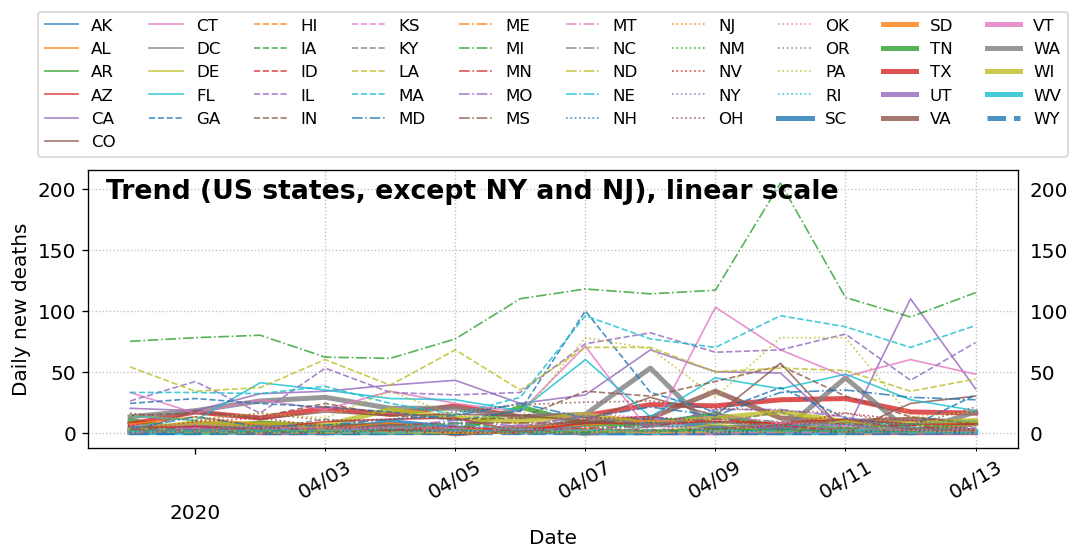 AK CT HI KS ME MT NJ OK SD VT
AL DC IA KY MI NC NM OR TN WA
AR DE ID LA MN ND NV PA TX WI
AZ FL IL MA MO NE NY RI UT WV
CA GA IN MD MS NH OH SC VA WY
CO
Trend (US states, except NY and NJ), linear scale
200 200
150 150
100 100
50 50
0 0
Daily new deaths
04/03 04/05 04/07 04/09 04/11 04/13
2020
Date